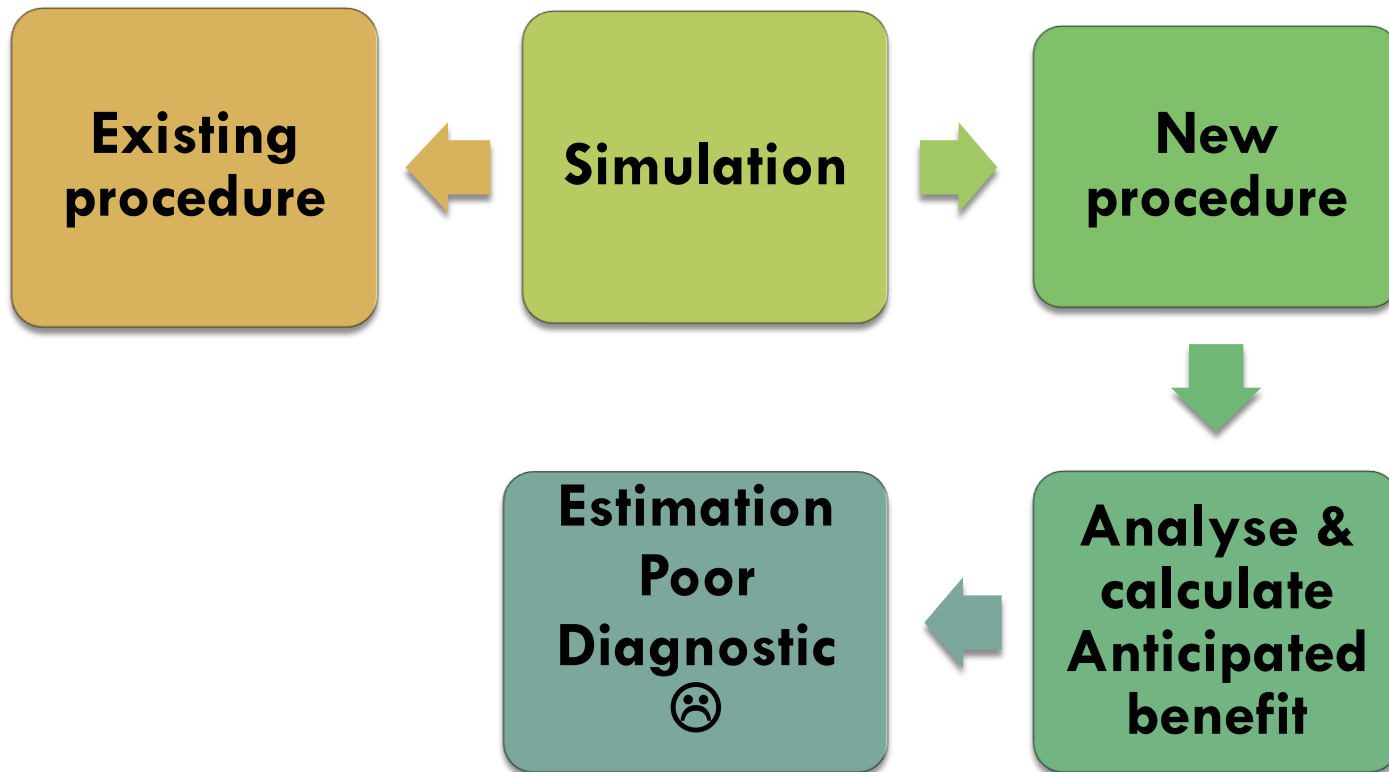 Existing
procedure
Simulation
New
procedure
Analyse &
calculate
Anticipated
benefit
Estimation
Poor
Diagnostic
☹